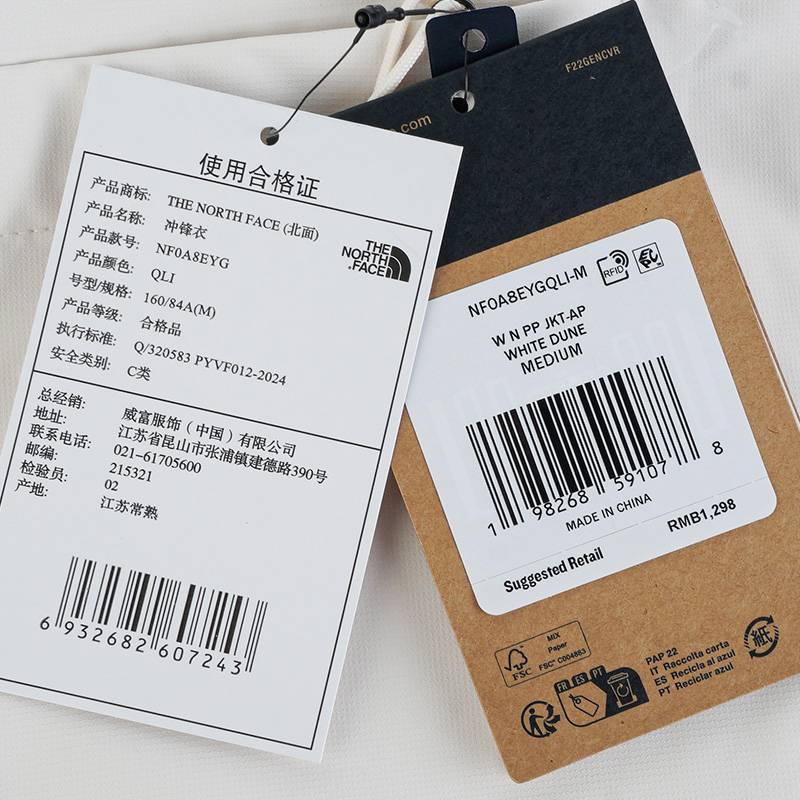 使用合格证
产品商标: THE NORTH FACE (北面)
产品名称: 冲锋衣
产品款号: NF0A8EYG
产品颜色: QLI
号型/规格: 160/84A(M)
产品等级: 合格品
执行标准: Q/320583 PYVF012-2024
安全类别: C类
THE
NORTH
FACE
总经销: 威富服饰（中国）有限公司
地址: 江苏省昆山市张浦镇建德路390号
联系电话: 021-61705600
邮编: 215321
检验员: 02
产地: 江苏常熟
6 932682 607243
F22GENCVR
.com
NF0A8EYGQLI-M
RFID
EPC
W N PP JKT-AP
WHITE DUNE
MEDIUM
1 98268 59107 8
MADE IN CHINA
RMB1,298
Suggested Retail
FSC
MIX
Paper
FSC® C004863
FR ES PT
PAP 22
IT Raccolta carta
ES Recicla al azul
PT Reciclar azul
紙